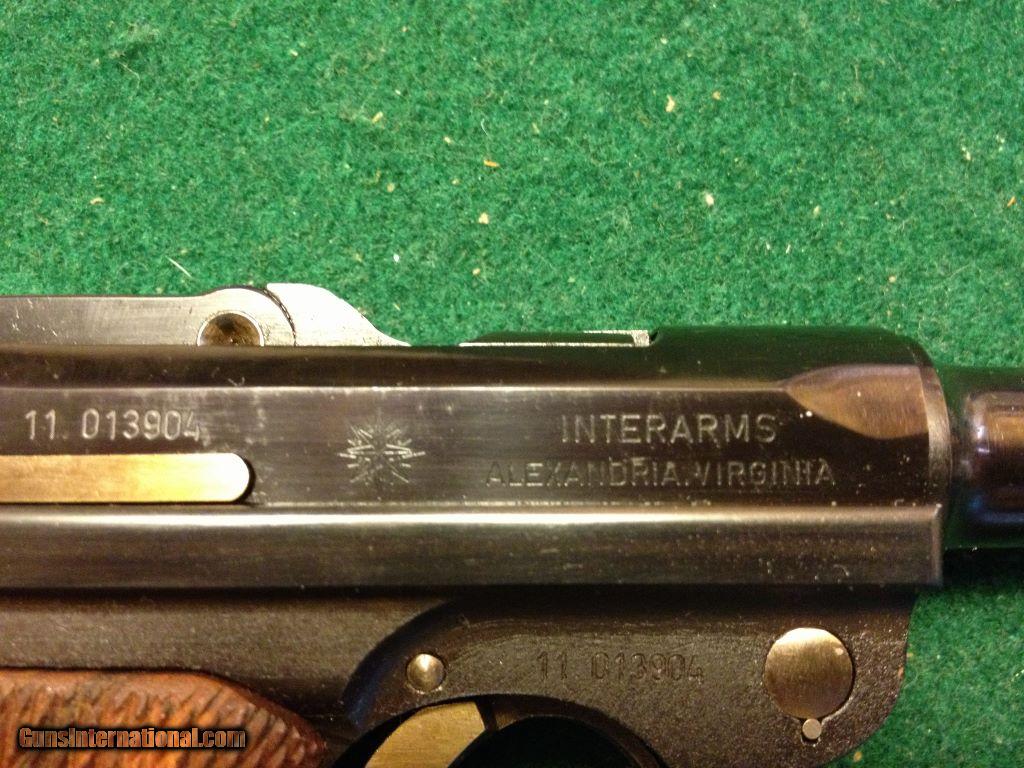 11. 013904
INTERARMS
ALEXANDRIA.VIRGINIA
11. 013904
GunsInternational.com